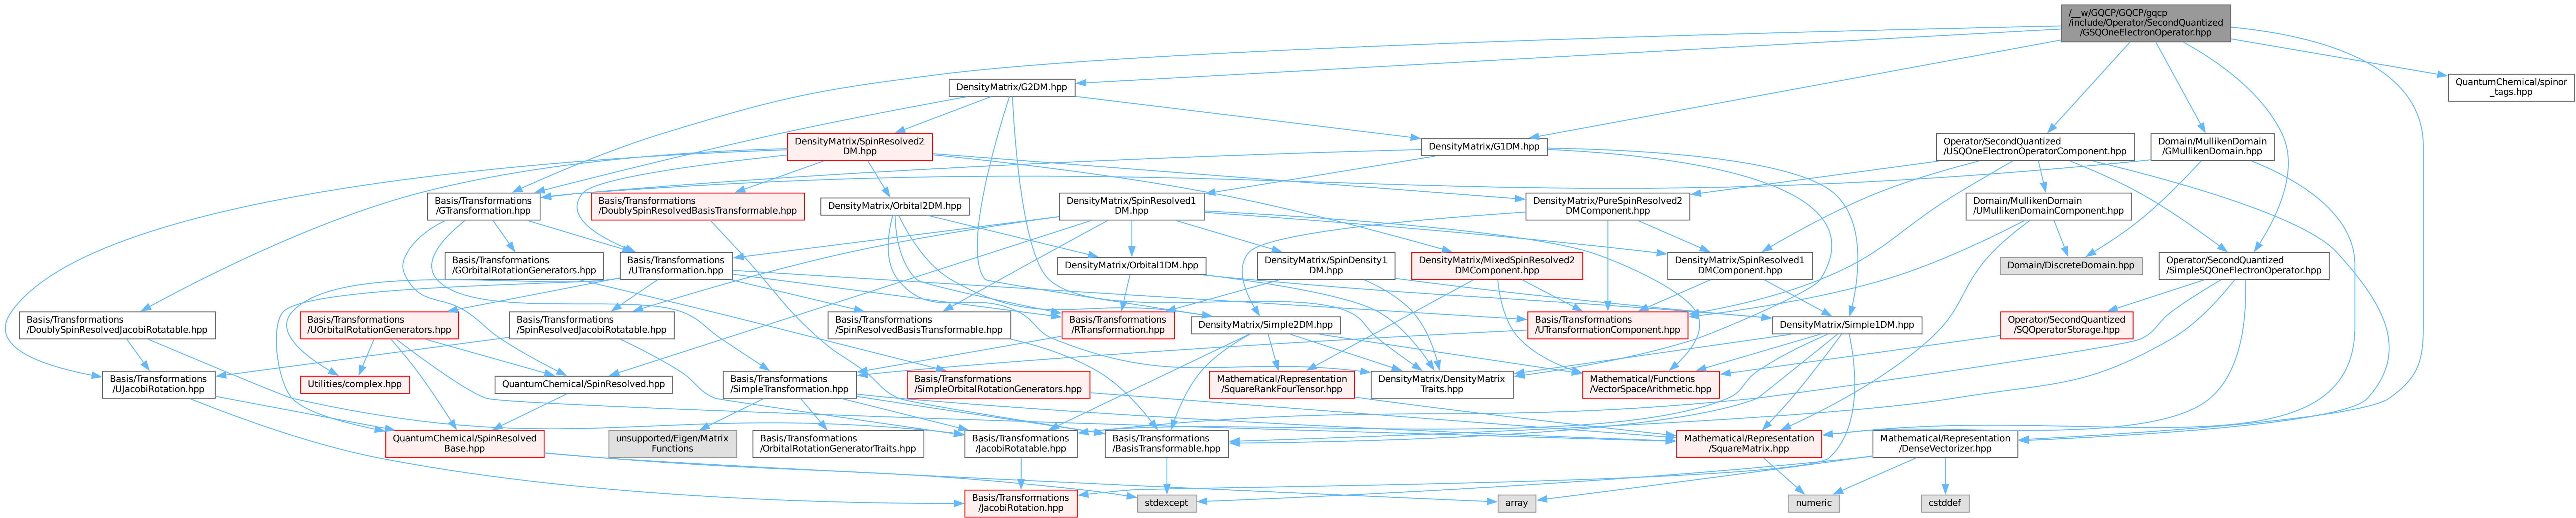 /__w/GQCP/GQCP/gqcp
/include/Operator/SecondQuantized
/GSQOneElectronOperator.hpp
QuantumChemistry/spinor
_tags.hpp
DensityMatrix/G2DM.hpp
DensityMatrix/SpinResolved2
DM.hpp
DensityMatrix/G1DM.hpp
Operator/SecondQuantized
/USQOneElectronOperatorComponent.hpp
Domain/MullikenDomain
/GMullikenDomain.hpp
Basis/Transformations
/GTransformation.hpp
Basis/Transformations
/DoublySpinResolvedBasisTransformable.hpp
DensityMatrix/Orbital2DM.hpp
DensityMatrix/SpinResolved1
DM.hpp
DensityMatrix/PureSpinResolved2
DMComponent.hpp
Domain/MullikenDomain
/UMullikenDomainComponent.hpp
Basis/Transformations
/GOrbitalRotationGenerators.hpp
Basis/Transformations
/UTransformation.hpp
DensityMatrix/Orbital1DM.hpp
DensityMatrix/SpinDensity1
DM.hpp
DensityMatrix/MixedSpinResolved2
DMComponent.hpp
DensityMatrix/SpinResolved1
DMComponent.hpp
Domain/DiscreteDomain.hpp
Operator/SecondQuantized
/SimpleSQOneElectronOperator.hpp
Basis/Transformations
/DoublySpinResolvedJacobiRotatable.hpp
Basis/Transformations
/UOrbitalRotationGenerators.hpp
Basis/Transformations
/SpinResolvedJacobiRotatable.hpp
Basis/Transformations
/SpinResolvedBasisTransformable.hpp
Basis/Transformations
/RTransformation.hpp
DensityMatrix/Simple2DM.hpp
Basis/Transformations
/UTransformationComponent.hpp
DensityMatrix/Simple1DM.hpp
Operator/SecondQuantized
/SQOperatorStorage.hpp
Basis/Transformations
/UJacobiRotation.hpp
Utilities/complex.hpp
QuantumChemical/SpinResolved.hpp
Basis/Transformations
/SimpleTransformation.hpp
Basis/Transformations
/SimpleOrbitalRotationGenerators.hpp
Mathematical/Representation
/SquareRankFourTensor.hpp
DensityMatrix/DensityMatrix
Traits.hpp
Mathematical/Functions
/VectorSpaceArithmetic.hpp
QuantumChemical/SpinResolved
Base.hpp
unsupported/Eigen/Matrix
Functions
Basis/Transformations
/OrbitalRotationGeneratorTraits.hpp
Basis/Transformations
/JacobiRotatable.hpp
Basis/Transformations
/BasisTransformable.hpp
Mathematical/Representation
/SquareMatrix.hpp
Mathematical/Representation
/DenseVectorizer.hpp
Basis/Transformations
/JacobiRotation.hpp
stdexcept
array
numeric
cstddef